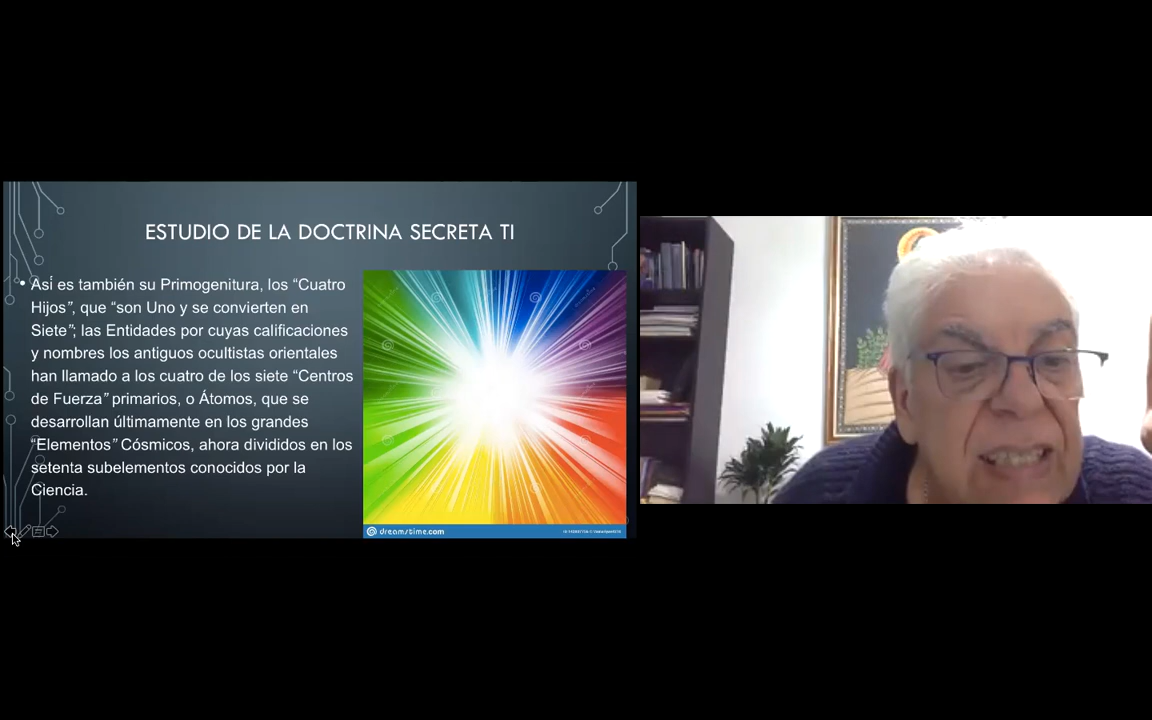 ESTUDIO DE LA DOCTRINA SECRETA TI
• Así es también su Primogenitura, los “Cuatro
Hijos”, que “son Uno y se convierten en
Siete”; las Entidades por cuyas calificaciones
y nombres los antiguos ocultistas orientales
han llamado a los cuatro de los siete “Centros
de Fuerza” primarios, o Átomos, que se
desarrollan últimamente en los grandes
“Elementos” Cósmicos, ahora divididos en los
setenta subelementos conocidos por la
Ciencia.
dreamstime.com